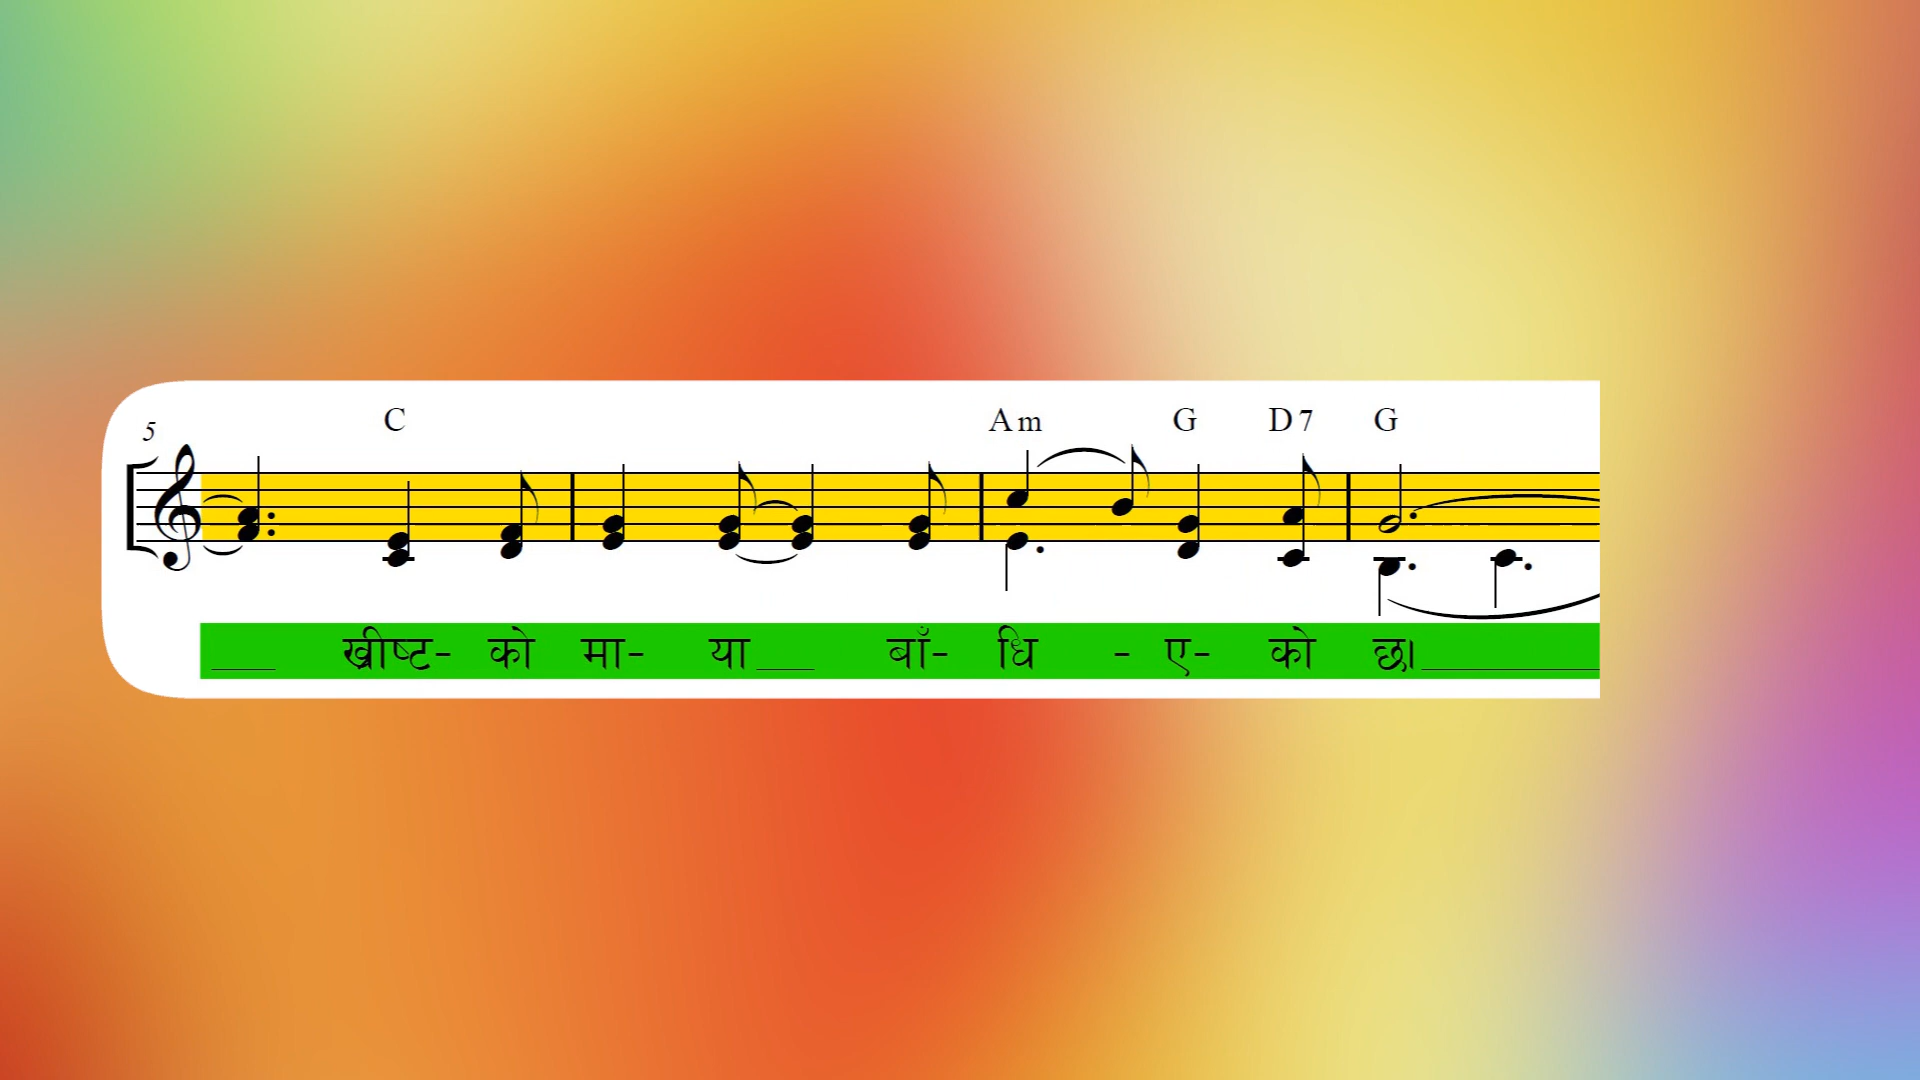 5 C Am G D7 G
ख्रीष्ट- को मा- या बाँ- धि - ए- को छ।